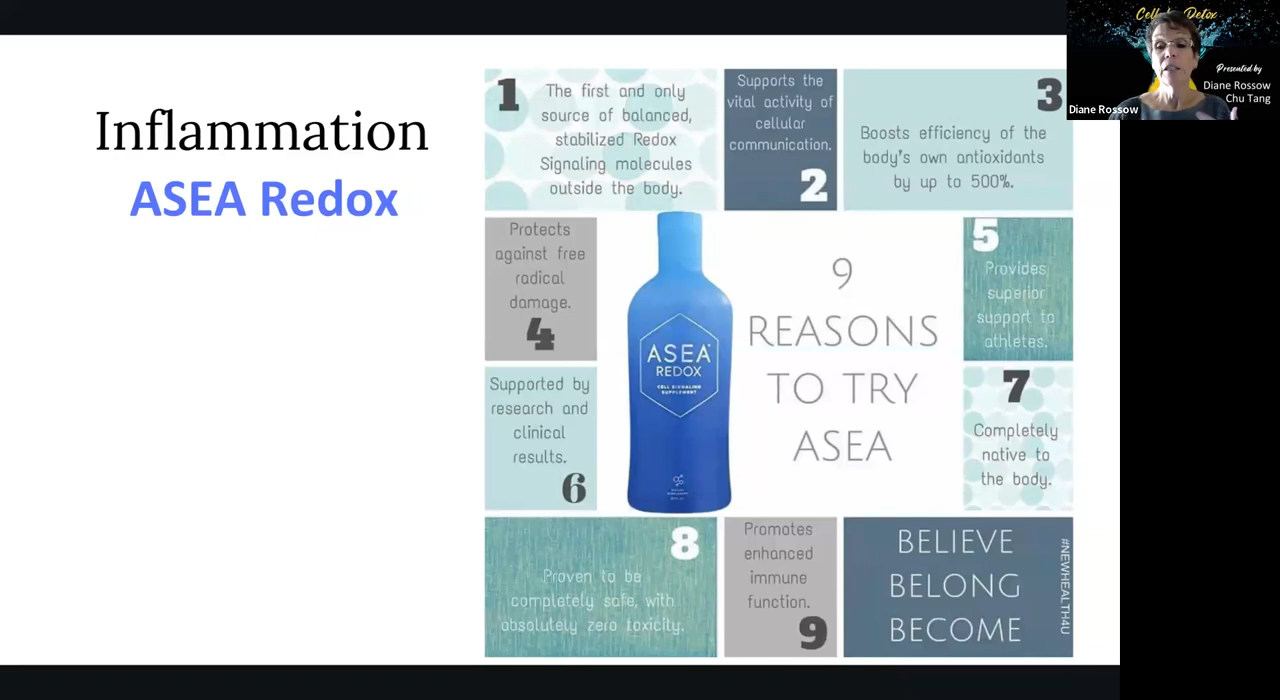 Inflammation
ASEA Redox
1
The first and only
source of balanced,
stabilized Redox
Signaling molecules
outside the body.
Supports the
vital activity of
cellular
communication.
2
3
Boosts efficiency of the
body's own antioxidants
by up to 500%.
Protects
against free
radical
damage.
4
ASEA
REDOX
CELL SIGNALING
SUPPLEMENT
9
REASONS
TO TRY
ASEA
5
Provides
superior
support to
athletes.
Supported by
research and
clinical
results.
6
7
Completely
native to
the body.
8
Proven to be
completely safe, with
absolutely zero toxicity.
Promotes
enhanced
immune
function.
9
BELIEVE
BELONG
BECOME
#NEWHEALTH4U
Presented by
Diane Rossow
Chu Tang
Diane Rossow